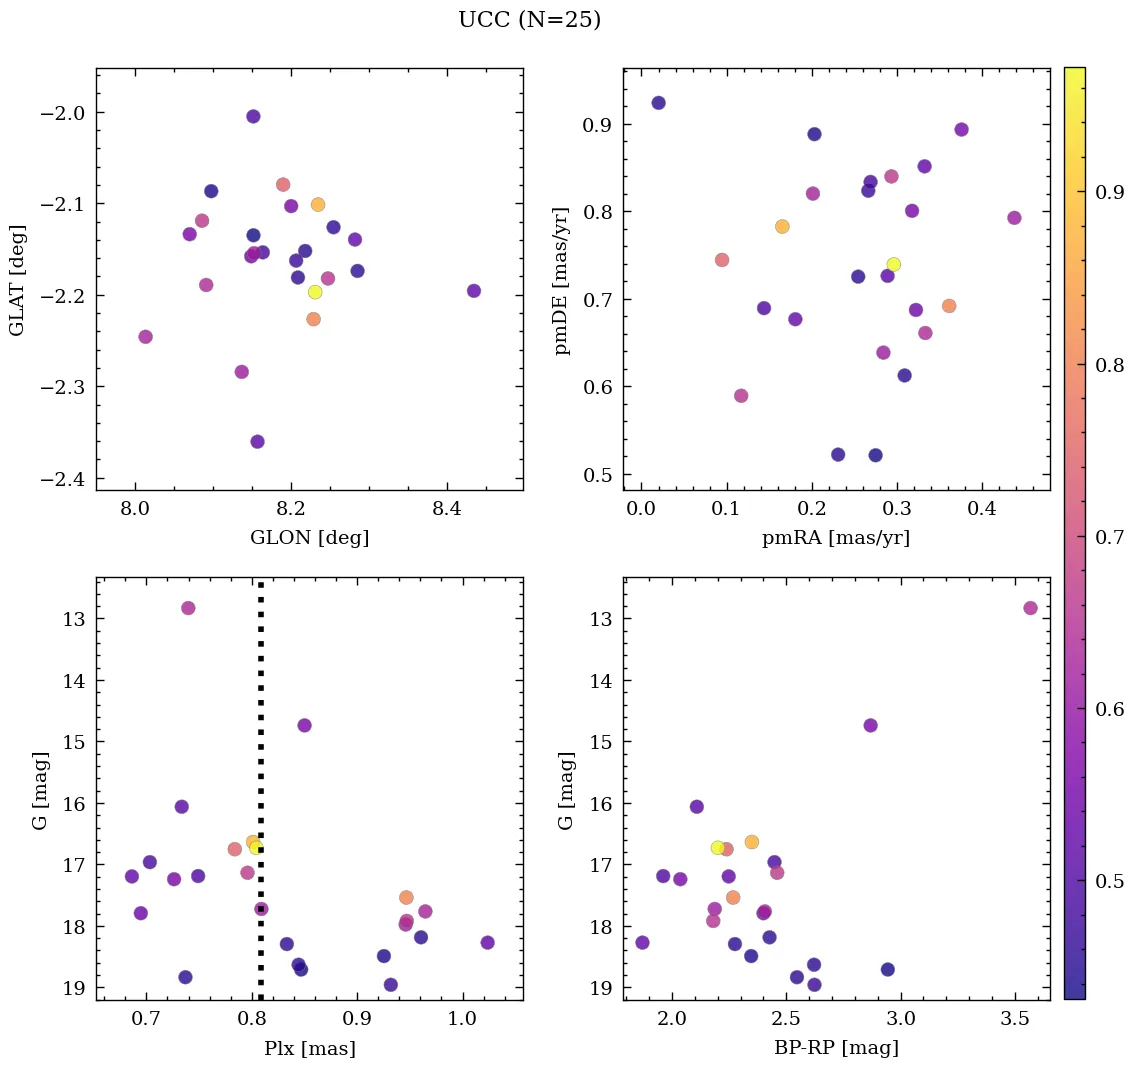 UCC (N=25)
−2.0
−2.1
−2.2
−2.3
−2.4
GLAT [deg]
8.0 8.2 8.4
GLON [deg]
0.9
0.8
0.7
0.6
0.5
pmDE [mas/yr]
0.0 0.1 0.2 0.3 0.4
pmRA [mas/yr]
0.9
0.8
0.7
0.6
0.5
13
14
15
16
17
18
19
G [mag]
0.7 0.8 0.9 1.0
Plx [mas]
13
14
15
16
17
18
19
G [mag]
2.0 2.5 3.0 3.5
BP-RP [mag]